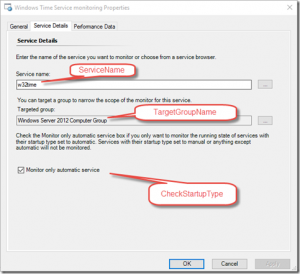 Windows Time Service monitoring Properties
General
Service Details
Performance Data
Service Details
Enter the name of the service you want to monitor or choose from a service browser.
ServiceName
Service name:
w32tme
...
You can target a group to narrow the scope of the monitor for this service.
Targeted group:
TargetGroupName
Windows Server 2012 Computer Group
...
Check the Monitor only automatic service box if you only want to monitor the running state of services with
their startup type set to automatic. Services with their startup type set to manual or anything except
automatic will not be monitored.
Monitor only automatic service
CheckStartupType
OK
Cancel
Apply